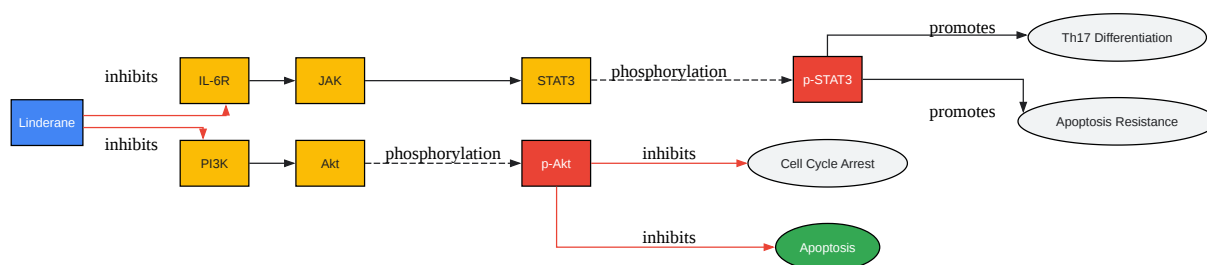 promotes
Th17 Differentiation
inhibits
IL-6R
JAK
STAT3
phosphorylation
p-STAT3
Linderane
promotes
Apoptosis Resistance
inhibits
PI3K
Akt
phosphorylation
p-Akt
inhibits
Cell Cycle Arrest
inhibits
Apoptosis